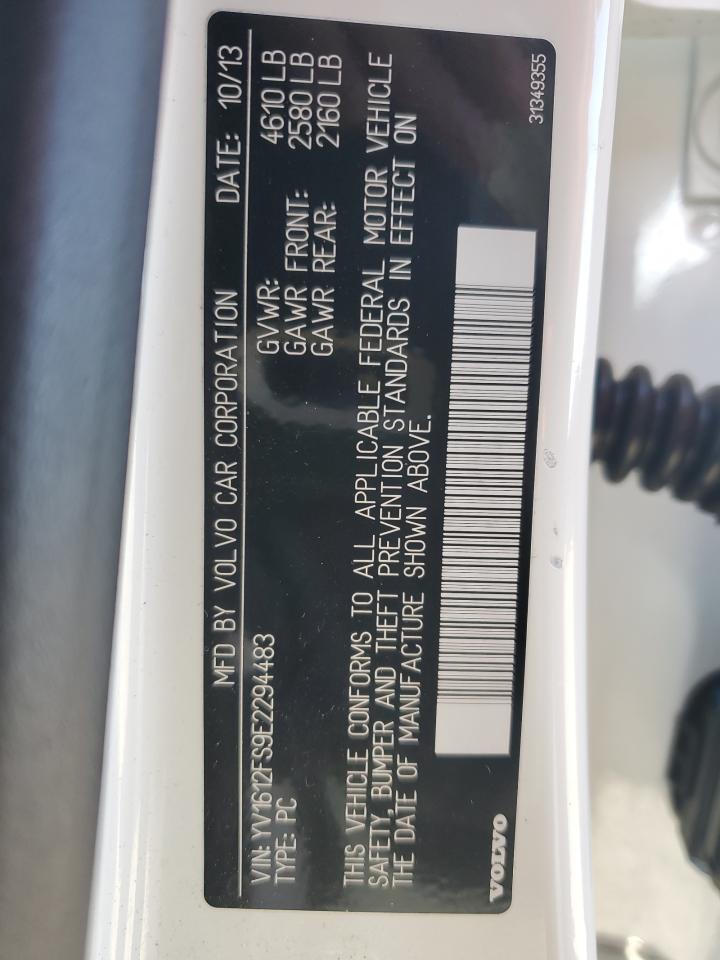 MFD BY VOLVO CAR CORPORATION DATE: 10/13
VIN: YV1612FS9E2294483 GVWR: 4610 LB
TYPE: PC GAWR FRONT: 2580 LB
GAWR REAR: 2160 LB
THIS VEHICLE CONFORMS TO ALL APPLICABLE FEDERAL MOTOR VEHICLE
SAFETY, BUMPER AND THEFT PREVENTION STANDARDS IN EFFECT ON
THE DATE OF MANUFACTURE SHOWN ABOVE.
VOLVO 31349355